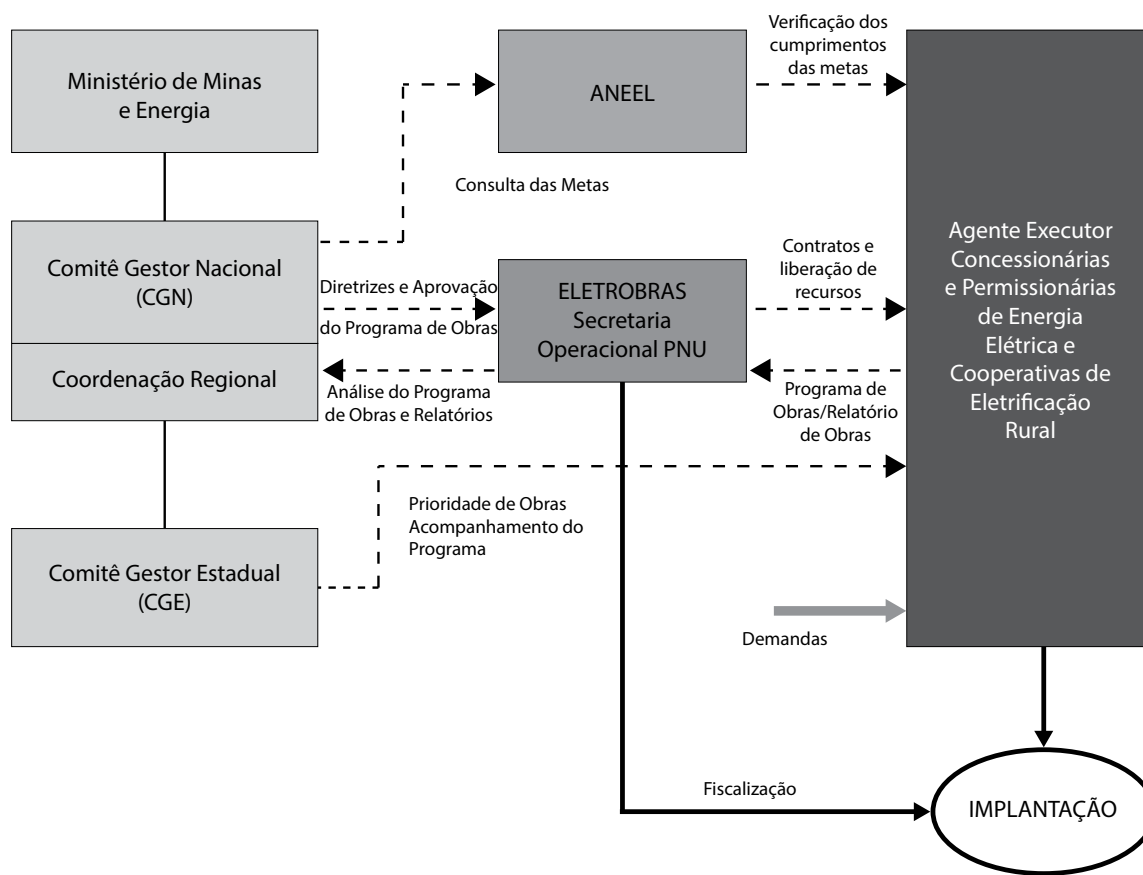 Ministério de Minas
e Energia
ANEEL
Verificação dos
cumprimentos
das metas
Consulta das Metas
Comitê Gestor Nacional
(CGN)
Coordenação Regional
Diretrizes e Aprovação
do Programa de Obras
Análise do Programa
de Obras e Relatórios
ELETROBRAS
Secretaria
Operacional PNU
Contratos e
liberação de
recursos
Programa de
Obras/Relatório
de Obras
Agente Executor
Concessionárias
e Permissionárias
de Energia
Elétrica e
Cooperativas de
Eletrificação
Rural
Comitê Gestor Estadual
(CGE)
Prioridade de Obras
Acompanhamento do
Programa
Demandas
Fiscalização
IMPLANTAÇÃO